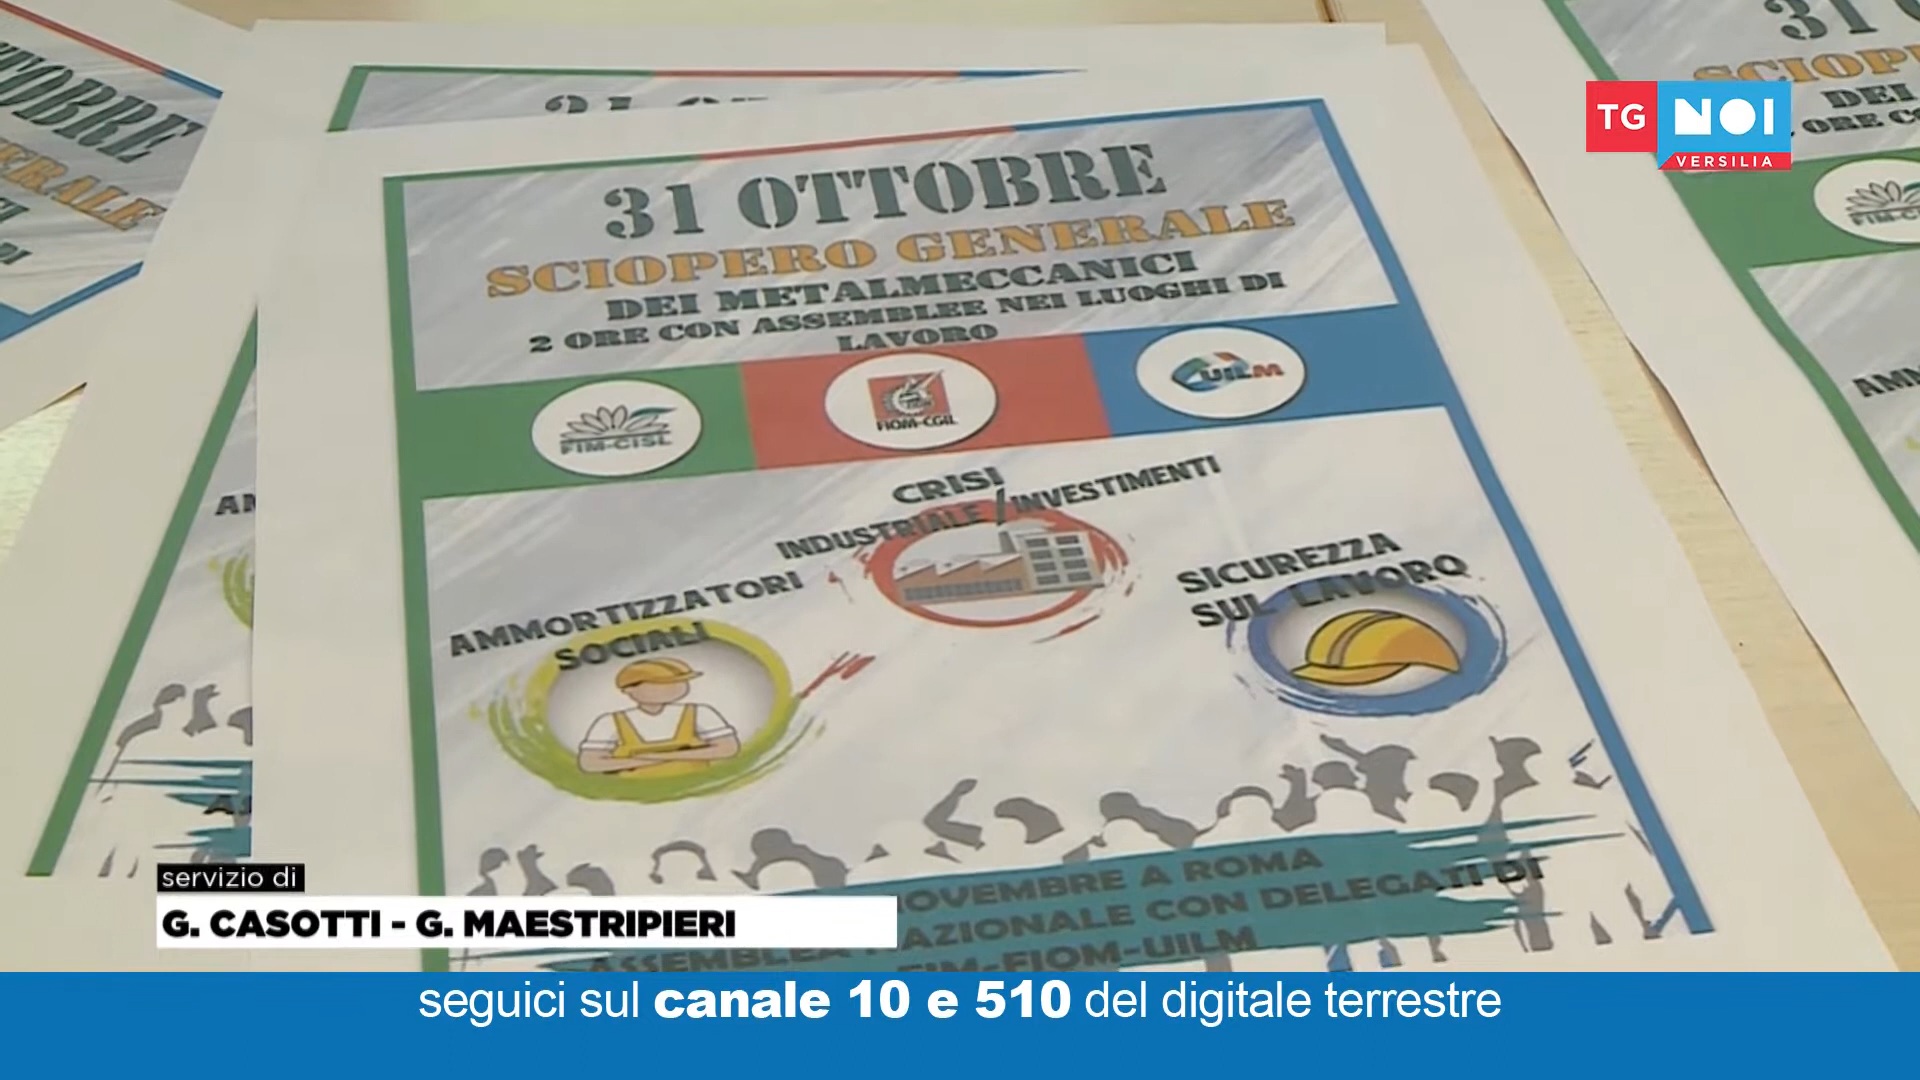 TG NOI
VERSILIA
31 OTTOBRE
SCIOPERO GENERALE
DEI METALMECCANICI
2 ORE CON ASSEMBLEE NEI LUOGHI DI
LAVORO
FIM-CISL
FIOM-CGIL
UILM
CRISI
INDUSTRIALE / INVESTIMENTI
AMMORTIZZATORI
SOCIALI
SICUREZZA
SUL LAVORO
NOVEMBRE A ROMA
ASSEMBLEA NAZIONALE CON DELEGATI DI
FIM-FIOM-UILM
servizio di
G. CASOTTI - G. MAESTRIPIERI
seguici sul canale 10 e 510 del digitale terrestre